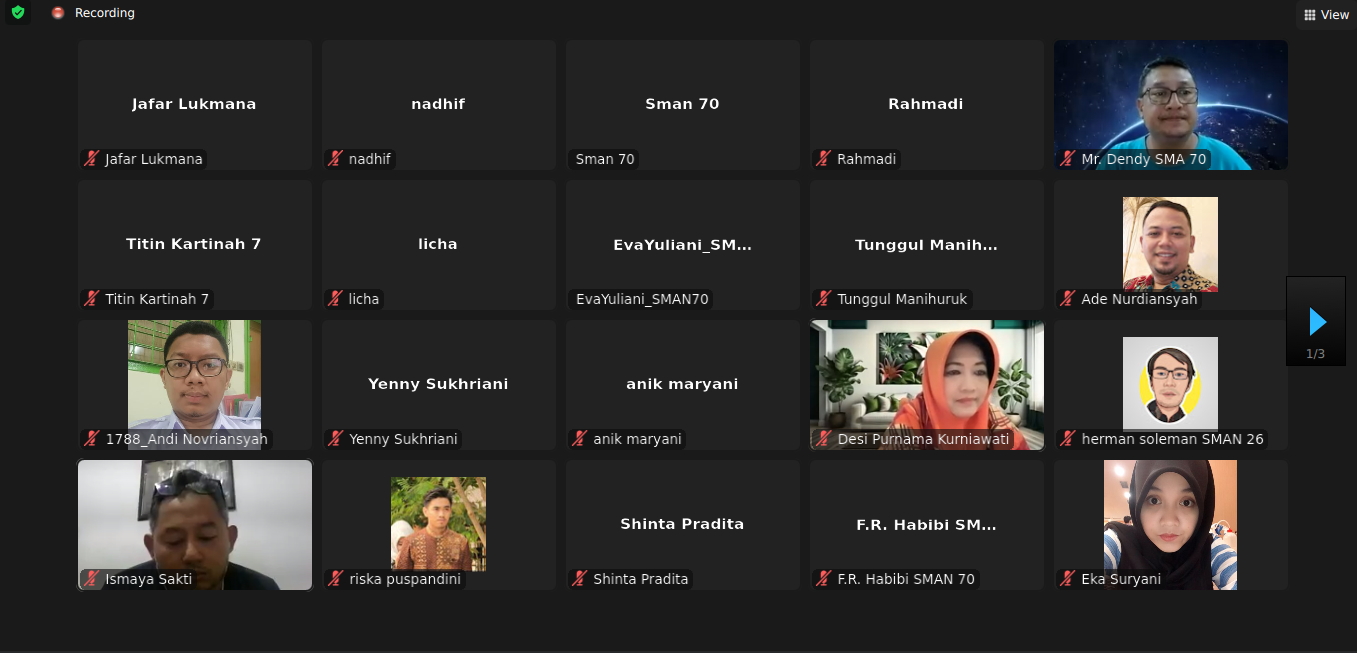 Recording
View
Jafar Lukmana
nadhif
Sman 70
Rahmadi
Jafar Lukmana
nadhif
Sman 70
Rahmadi
Mr. Dendy SMA 70
Titin Kartinah 7
licha
EvaYuliani_SM...
Tunggul Manih...
Titin Kartinah 7
licha
EvaYuliani_SMAN70
Tunggul Manihuruk
Ade Nurdiansyah
1/3
Yenny Sukhriani
anik maryani
1788_Andi Novriansyah
Yenny Sukhriani
anik maryani
Desi Purnama Kurniawati
herman soleman SMAN 26
Shinta Pradita
F.R. Habibi SM...
Ismaya Sakti
riska puspandini
Shinta Pradita
F.R. Habibi SMAN 70
Eka Suryani